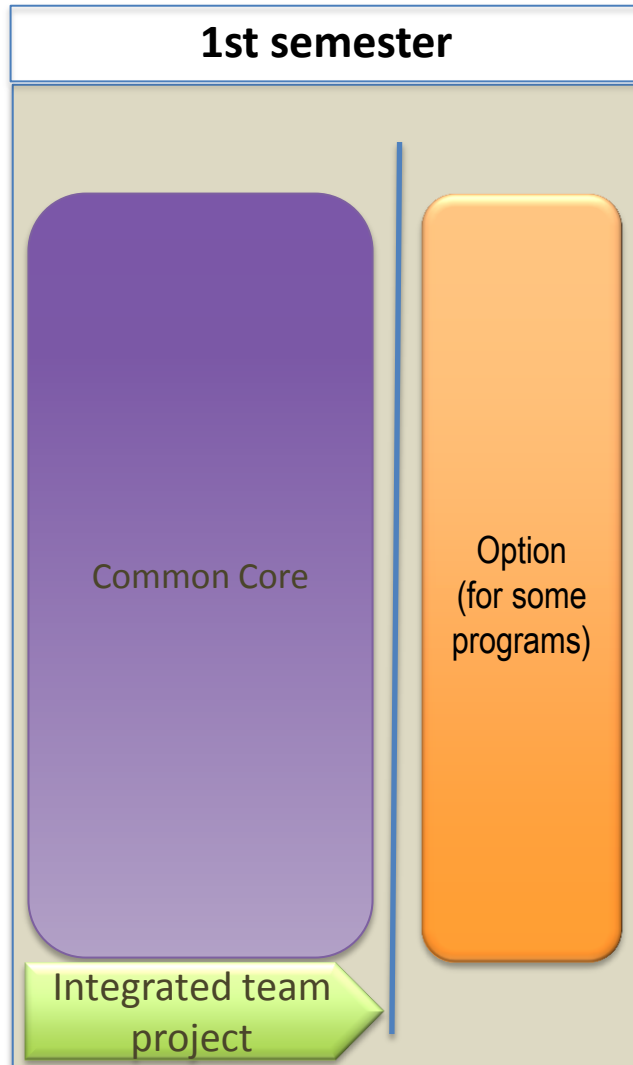 1st semester
Common Core
Option
(for some
programs)
Integrated team
project